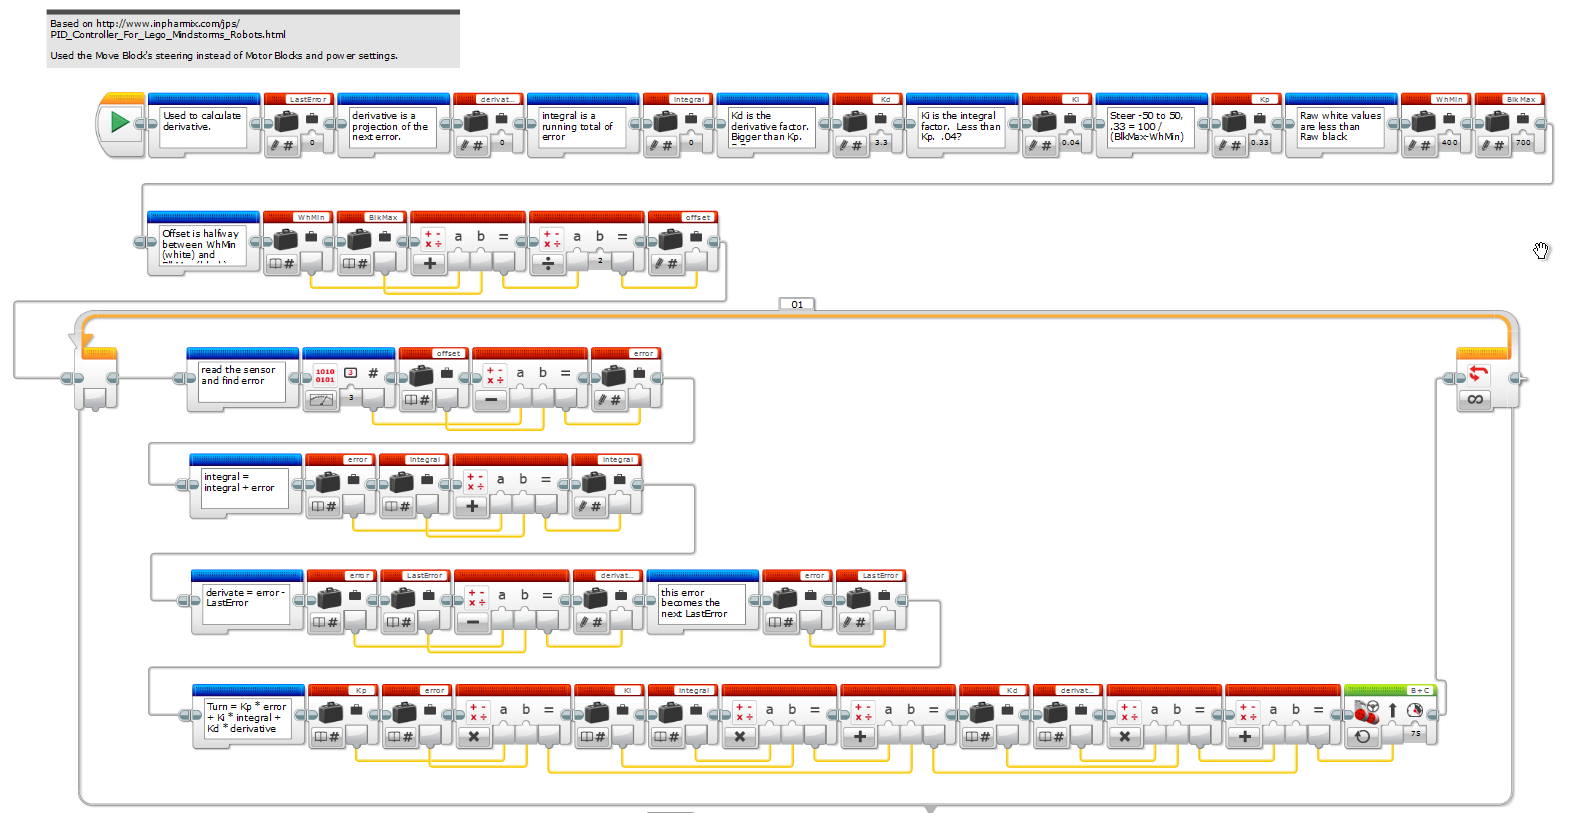 Based on http://www.inpharmix.com/jps/
PID_Controller_For_Lego_Mindstorms_Robots.html
Used the Move Block's steering instead of Motor Blocks and power settings.
LastError
derivat...
Integral
Kd
Ki
Kp
WhMin
BlkMax
Used to calculate
derivative.
0
derivative is a
projection of the
next error.
0
integral is a
running total of
error
0
Kd is the
derivative factor.
Bigger than Kp.
3.3
Ki is the integral
factor. Less than
Kp. .04?
0.04
Steer -50 to 50,
.33 = 100 /
(BlkMax-WhMin)
0.33
Raw white values
are less than
Raw black
400
700
WhMin
BlkMax
offset
Offset is halfway
between WhMin
(white) and
a b =
a b =
2
01
offset
error
read the sensor
and find error
1010
0101
3 #
3
a b =
error
Integral
Integral
integral =
integral + error
a b =
error
LastError
derivat...
error
LastError
derivate = error -
LastError
a b =
this error
becomes the
next LastError
Kp
error
Ki
Integral
Kd
derivat...
B+C
Turn = Kp * error
+ Ki * integral +
Kd * derivative
a b =
a b =
a b =
a b =
a b =
75